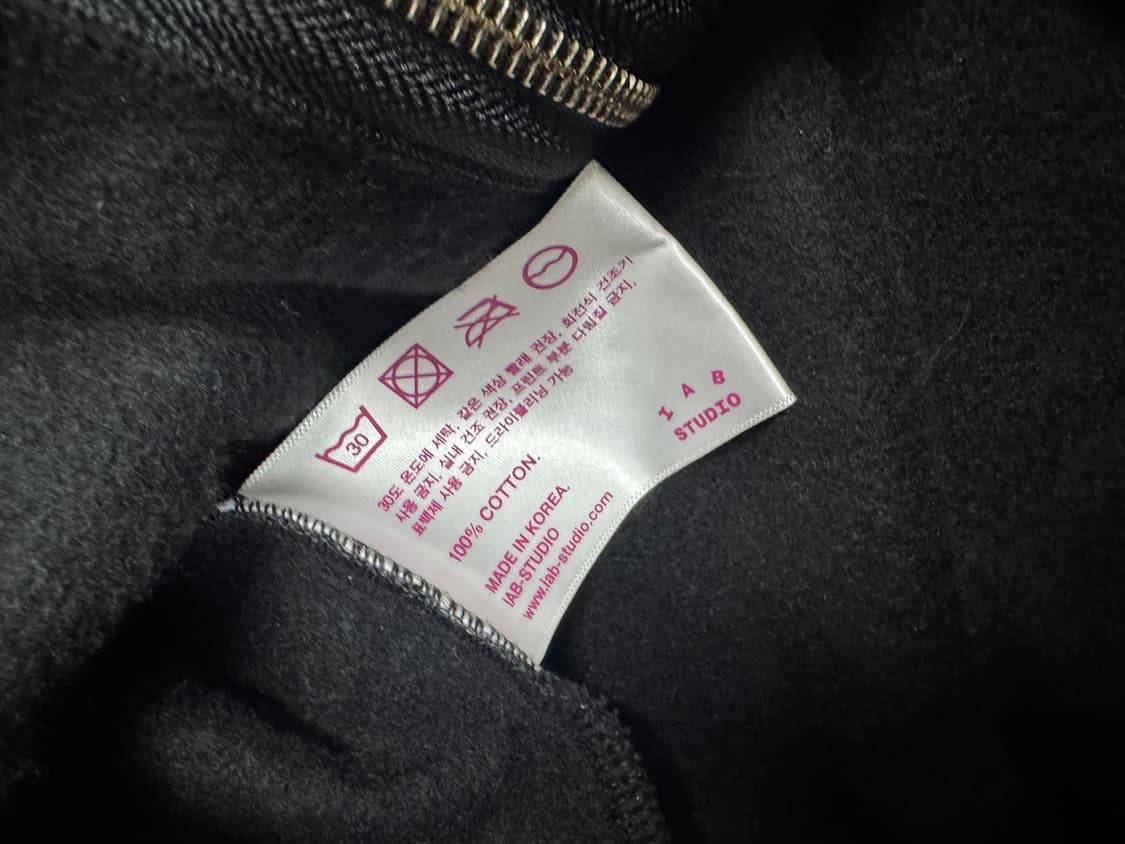 30
30도 온도에 세탁, 같은 색상 빨래 권장, 회전식 건조기
사용 금지, 실내 건조 권장, 프린트 부분 다림질 금지,
표백제 사용 금지, 드라이클리닝 가능
100% COTTON.
MADE IN KOREA.
IAB-STUDIO
www.iab-studio.com
I A B
STUDIO